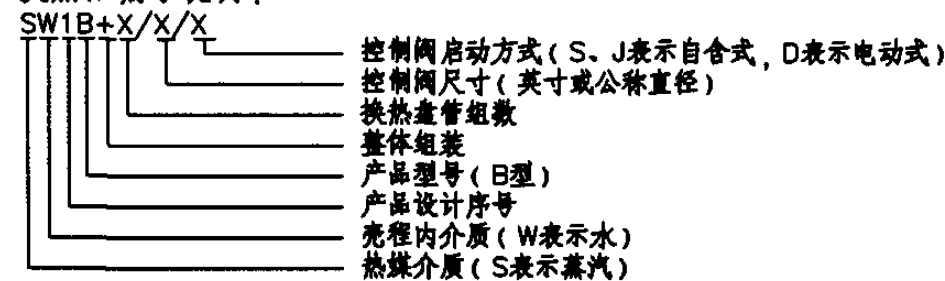 SW1B+X/X/X
控制阀启动方式(S、J表示自含式,D表示电动式)
控制阀尺寸(英寸或公称直径)
换热盘管组数
整体组装
产品型号(B型)
产品设计序号
壳程内介质(W表示水)
热媒介质(S表示蒸汽)